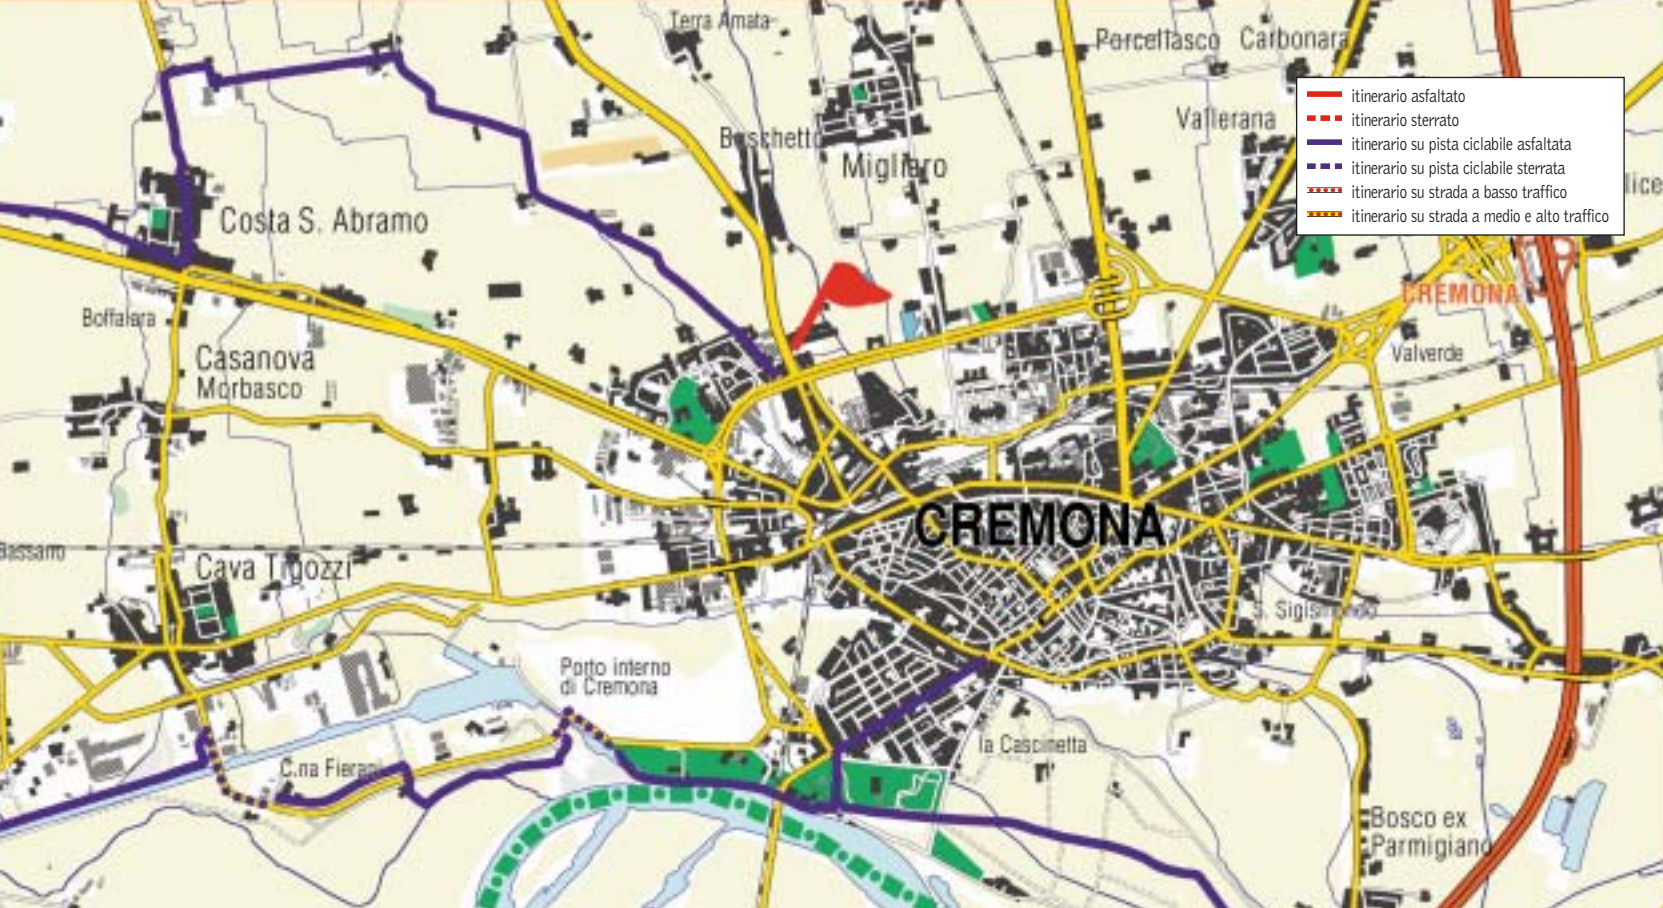 Terra Amata
Porcellasco
Carbonara
itinerario asfaltato
itinerario sterrato
itinerario su pista ciclabile asfaltata
itinerario su pista ciclabile sterrata
itinerario su strada a basso traffico
itinerario su strada a medio e alto traffico
Boschetto
Migliaro
Vallerana
Costa S. Abramo
CREMONA
Boffalora
Casanova
Morbasco
Valverde
CREMONA
Bassano
Cava Tigozzi
S. Sigismondo
Porto interno
di Cremona
la Cascinetta
C.na Fieram
Bosco ex
Parmigiano